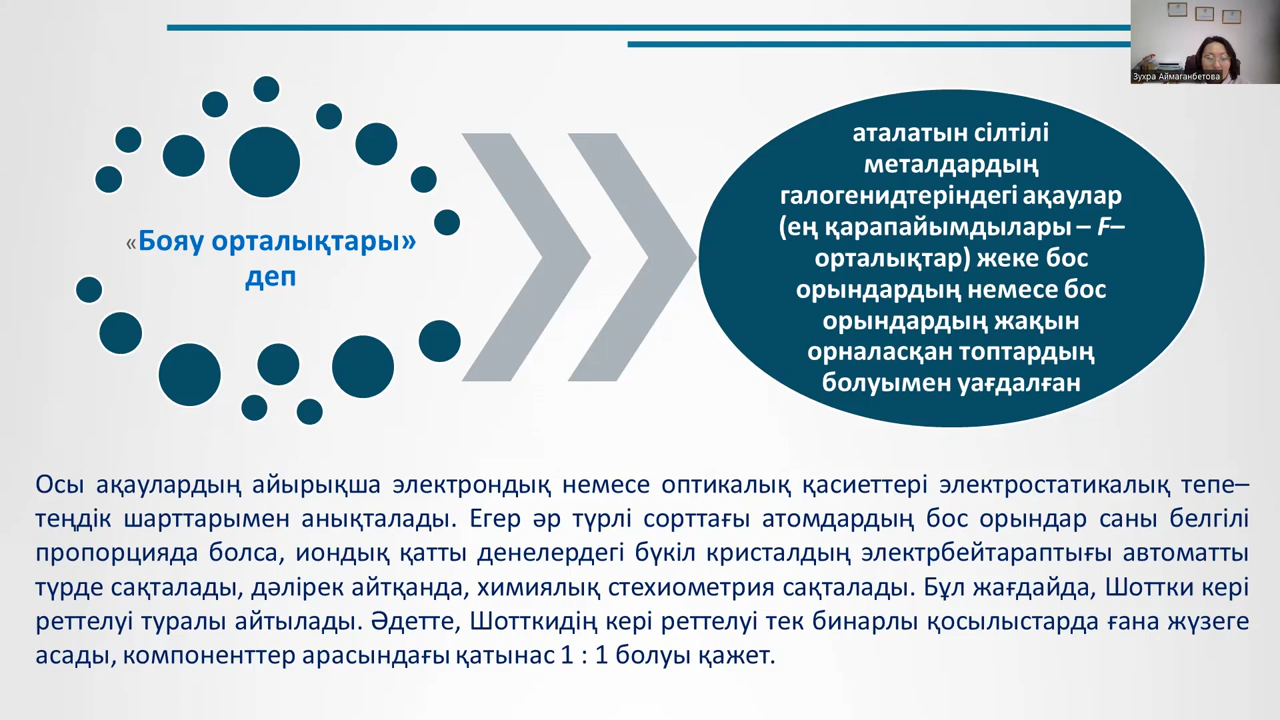 Зухра Аймаганбетова
«Бояу орталықтары»
деп
аталатын сілтілі
металдардың
галогенидтеріндегі ақаулар
(ең қарапайымдылары – F–
орталықтар) жеке бос
орындардың немесе бос
орындардың жақын
орналасқан топтардың
болуымен уағдалған
Осы ақаулардың айырықша электрондық немесе оптикалық қасиеттері электростатикалық тепе–
теңдік шарттарымен анықталады. Егер әр түрлі сорттағы атомдардың бос орындар саны белгілі
пропорцияда болса, иондық қатты денелердегі бүкіл кристалдың электрбейтараптығы автоматты
түрде сақталады, дәлірек айтқанда, химиялық стехиометрия сақталады. Бұл жағдайда, Шоттки кері
реттелуі туралы айтылады. Әдетте, Шотткидің кері реттелуі тек бинарлы қосылыстарда ғана жүзеге
асады, компоненттер арасындағы қатынас 1 : 1 болуы қажет.